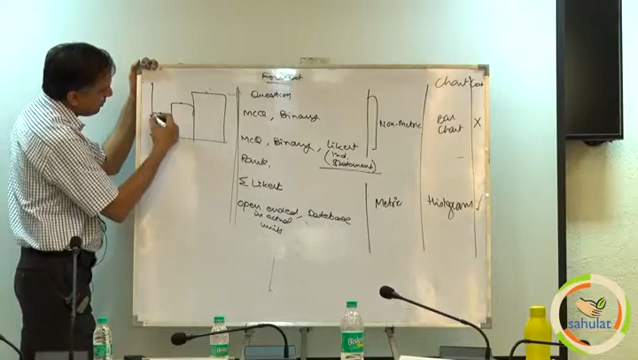 Format
Question
Chart
MCQ, Binary
Non-Metric
Bar
Chart
X
MCQ, Binary, Likert
(Ind.
Statement)
Rank,
Σ Likert
Metric
Histogram
open ended, Database
in actual
units
sahulat